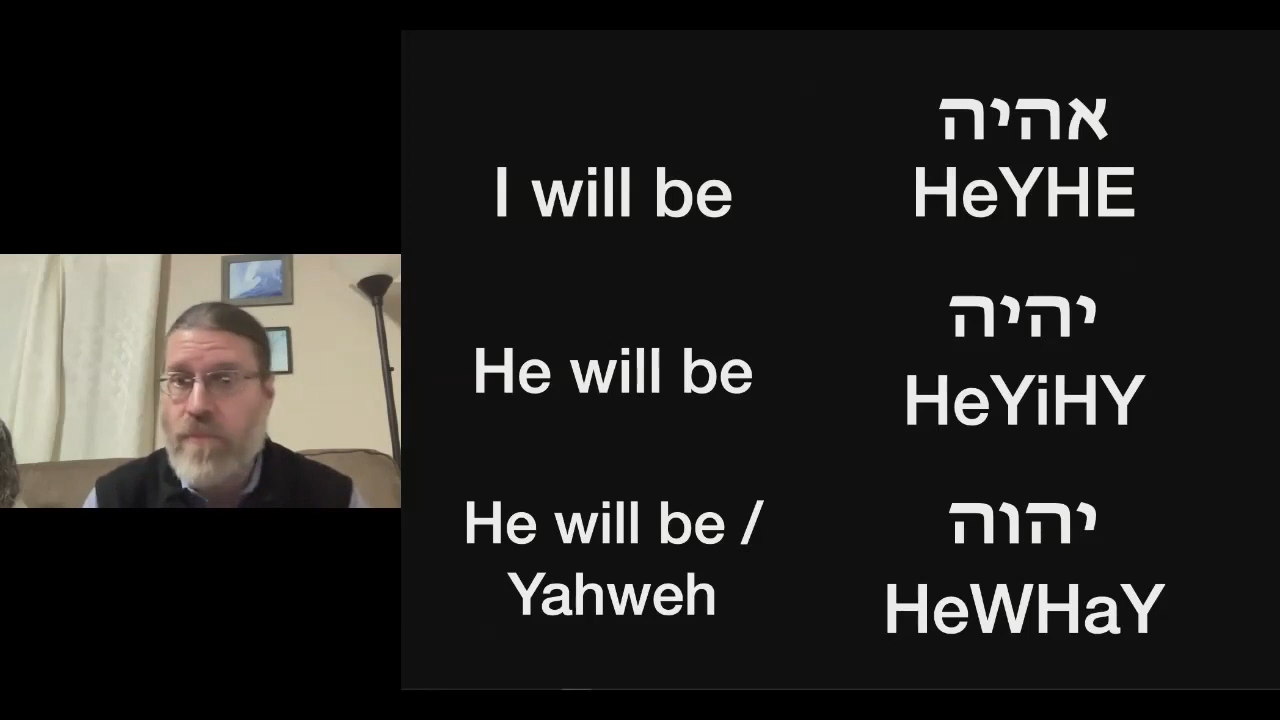 I will be
אהיה
HeYHE
He will be
יהיה
HeYiHY
He will be /
Yahweh
יהוה
HeWHaY